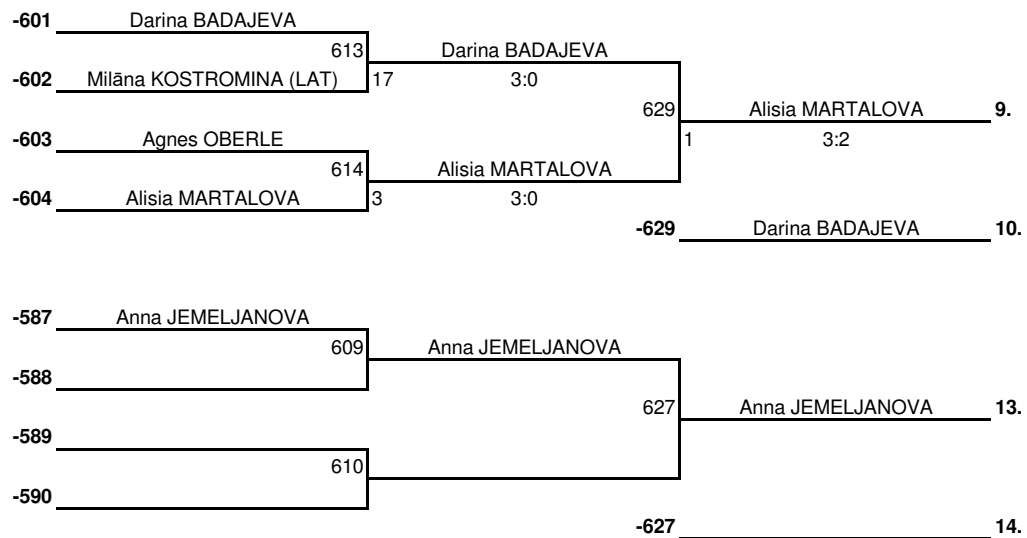 -601 Darina BADAJEVA
613 Darina BADAJEVA
-602 Milāna KOSTROMINA (LAT) 17 3:0
629 Alisia MARTALOVA 9.
-603 Agnes OBERLE 1 3:2
614 Alisia MARTALOVA
-604 Alisia MARTALOVA 3 3:0
-629 Darina BADAJEVA 10.
-587 Anna JEMELJANOVA
609 Anna JEMELJANOVA
-588
627 Anna JEMELJANOVA 13.
-589
610
-590
-627 14.